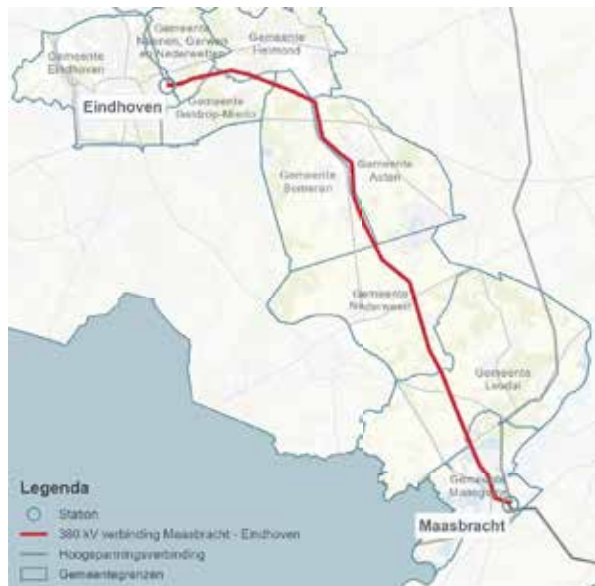 Gemeente
Nuenen, Gerwen
en Nederwetten
Gemeente
Helmond
Gemeente
Eindhoven
Eindhoven
Gemeente
Geldrop-Mierlo
Gemeente
Asten
Gemeente
Someren
Gemeente
Nederweert
Gemeente
Leudal
Gemeente
Maasgouw
Maasbracht
Legenda
Station
380 kV verbinding Maasbracht - Eindhoven
Hoogspanningsverbinding
Gemeentegrenzen